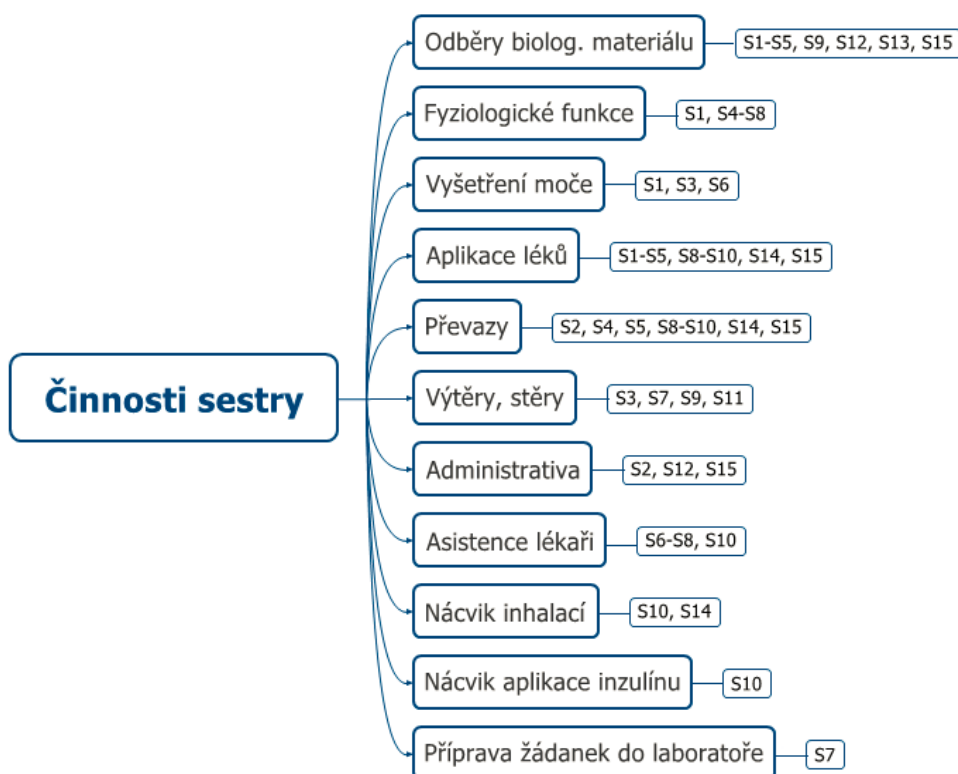 Odběry biolog. materiálu
S1-S5, S9, S12, S13, S15
Fyziologické funkce
S1, S4-S8
Vyšetření moče
S1, S3, S6
Aplikace léků
S1-S5, S8-S10, S14, S15
Převazy
S2, S4, S5, S8-S10, S14, S15
Činnosti sestry
Výtěry, stěry
S3, S7, S9, S11
Administrativa
S2, S12, S15
Asistence lékaři
S6-S8, S10
Nácvik inhalací
S10, S14
Nácvik aplikace inzulínu
S10
Příprava žádanek do laboratoře
S7